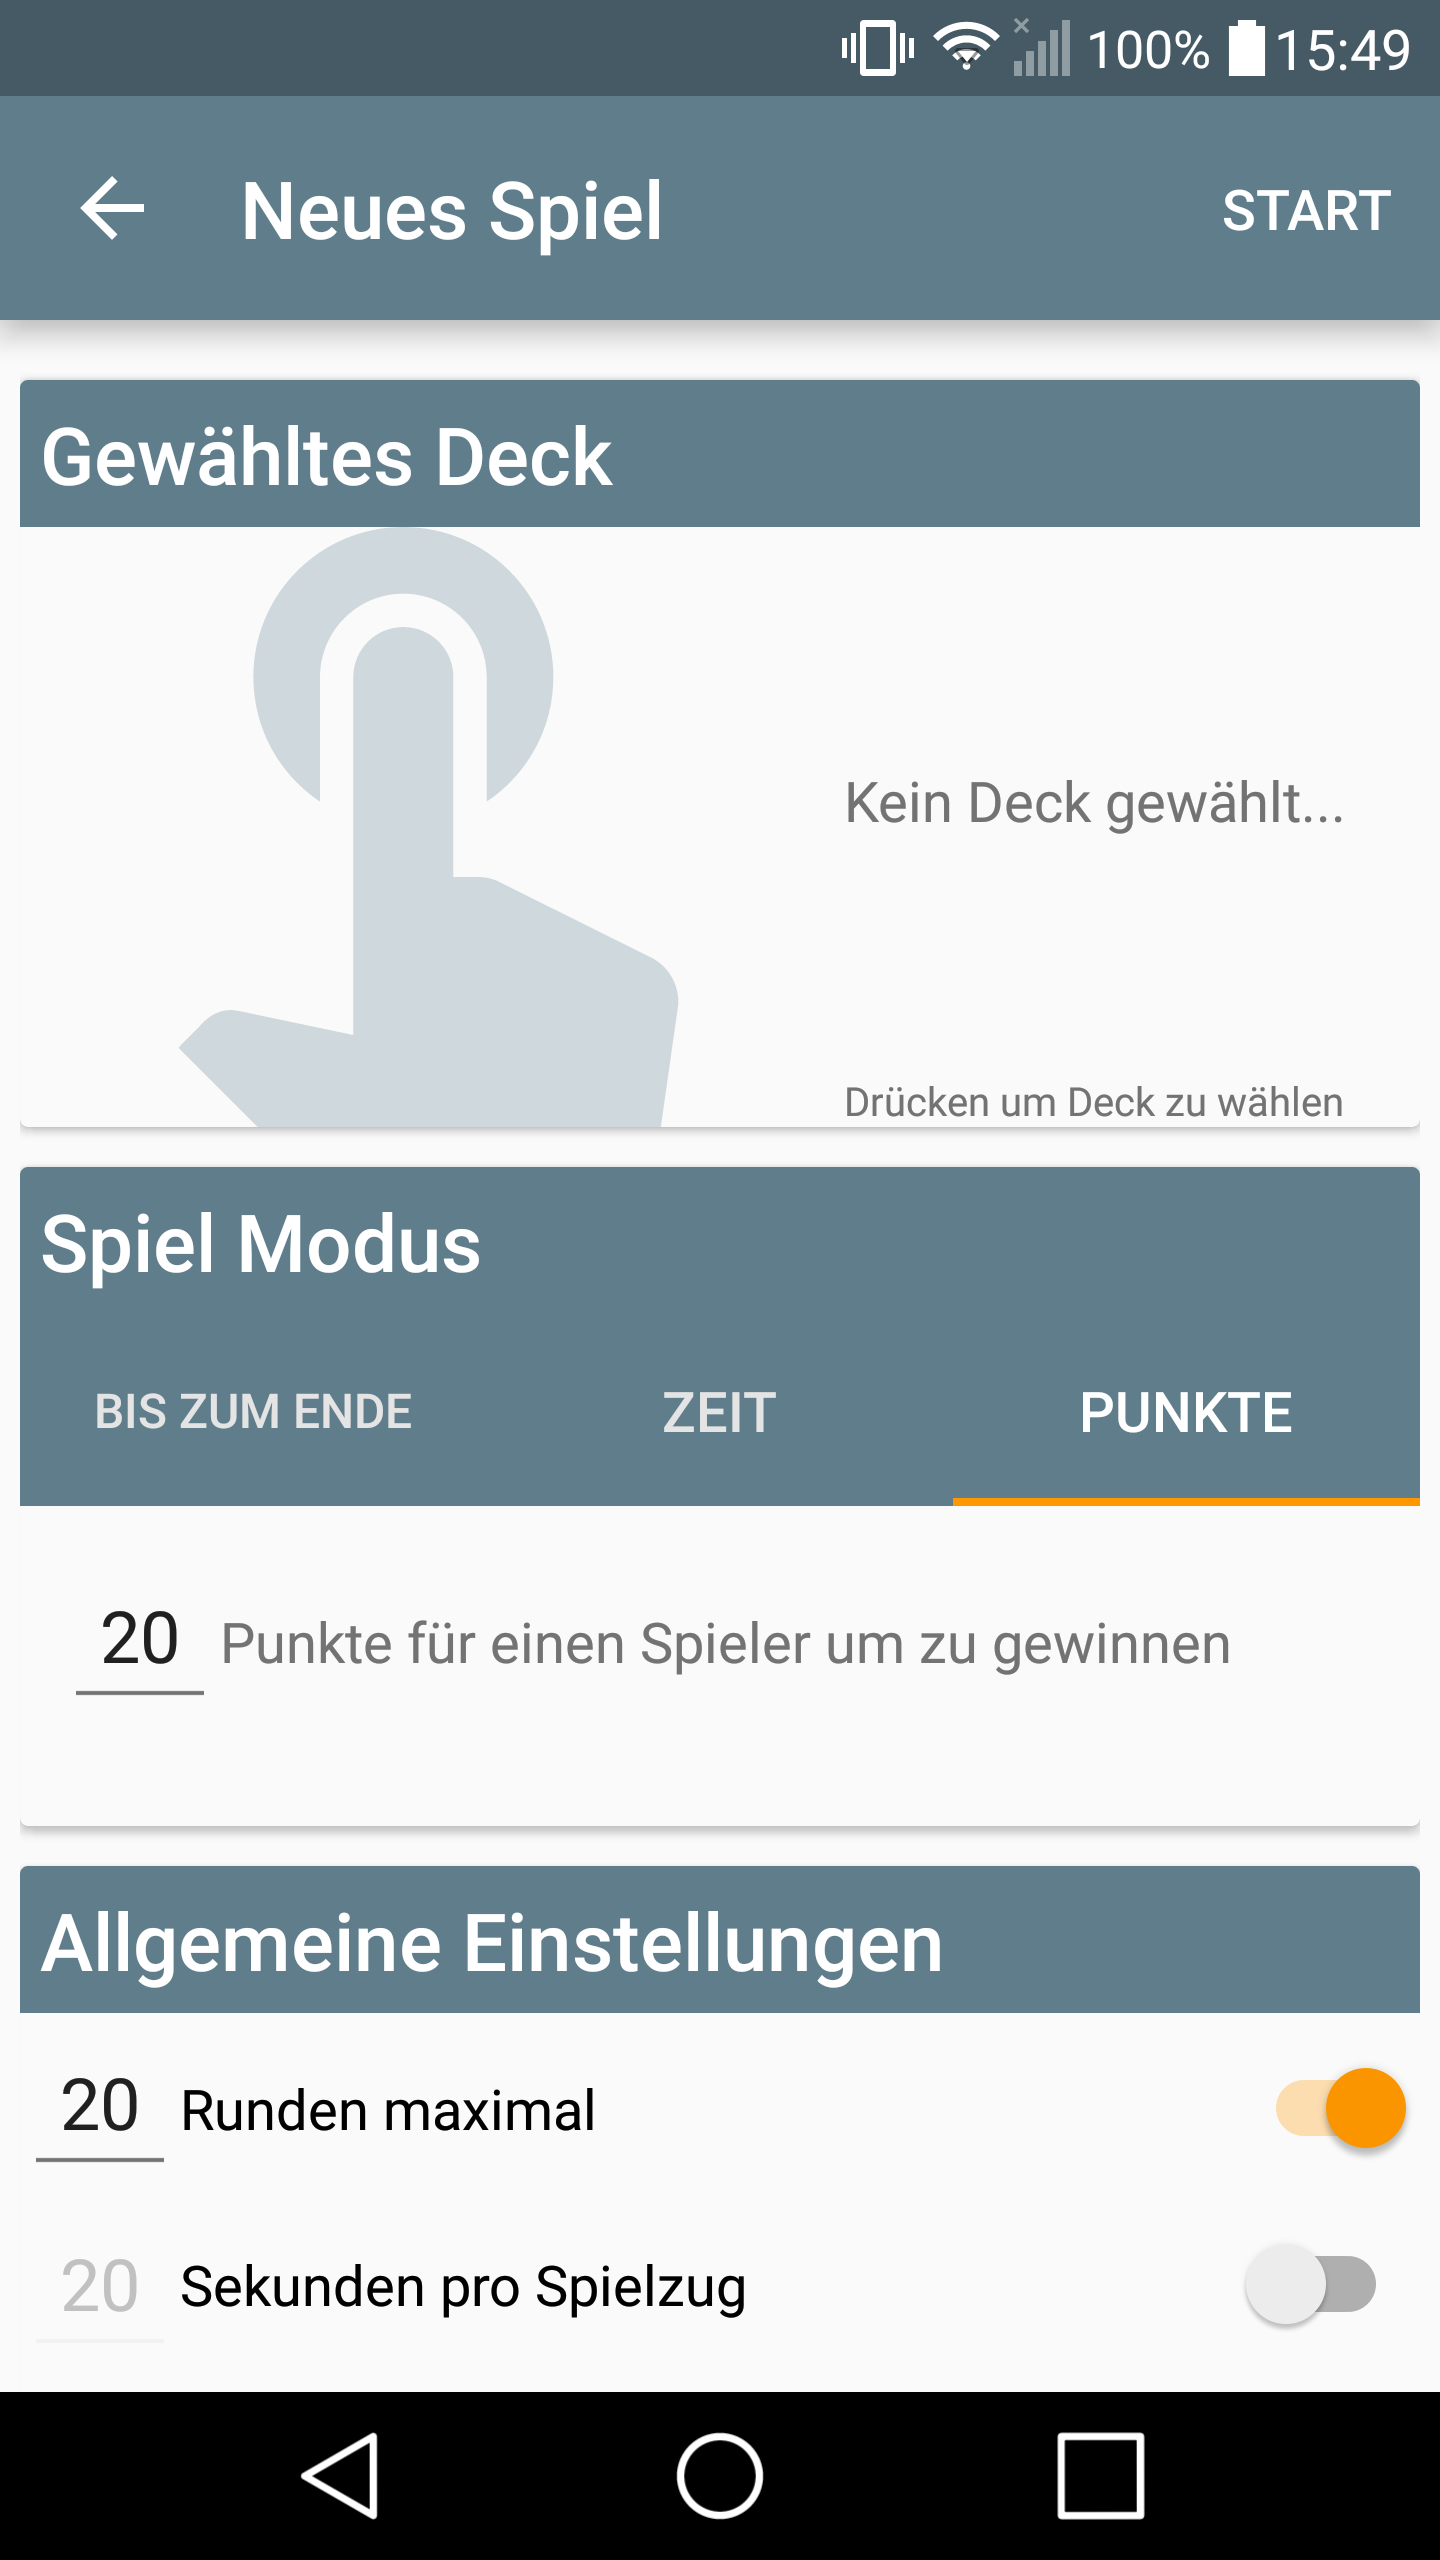 100% 15:49
Neues Spiel START
Gewähltes Deck
Kein Deck gewählt...
Drücken um Deck zu wählen
Spiel Modus
BIS ZUM ENDE ZEIT PUNKTE
20 Punkte für einen Spieler um zu gewinnen
Allgemeine Einstellungen
20 Runden maximal
20 Sekunden pro Spielzug